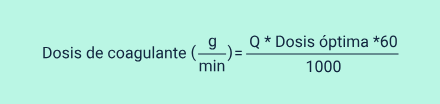 Dosis de coagulante (g/min)= Q * Dosis óptima *60 / 1000